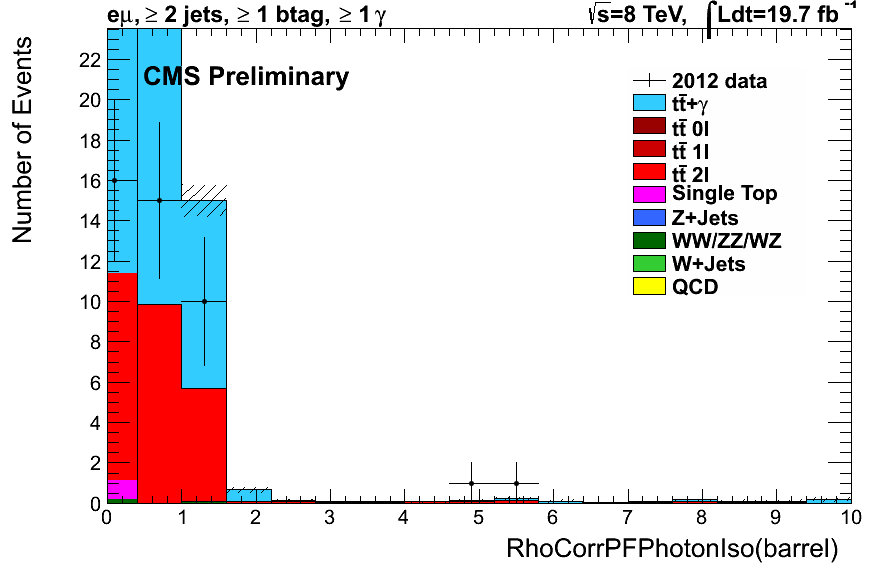 eμ, ≥ 2 jets, ≥ 1 btag, ≥ 1 γ
√s=8 TeV, ∫Ldt=19.7 fb⁻¹
CMS Preliminary
Number of Events
22
20
18
16
14
12
10
8
6
4
2
0
2012 data
tt̄+γ
tt̄ 0l
tt̄ 1l
tt̄ 2l
Single Top
Z+Jets
WW/ZZ/WZ
W+Jets
QCD
0 1 2 3 4 5 6 7 8 9 10
RhoCorrPFPhotonIso(barrel)